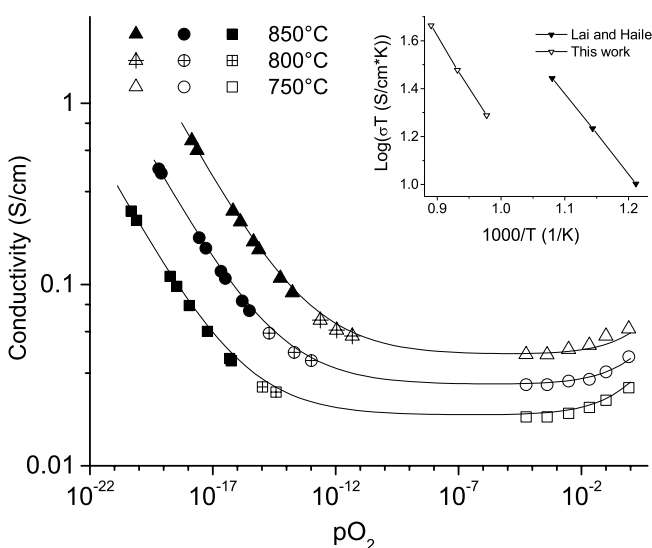 850°C
800°C
750°C
Lai and Haile
This work
Log(σT (S/cm*K))
1.6
1.4
1.2
1.0
0.9 1.0 1.1 1.2
1000/T (1/K)
Conductivity (S/cm)
1
0.1
0.01
10⁻²² 10⁻¹⁷ 10⁻¹² 10⁻⁷ 10⁻²
pO₂